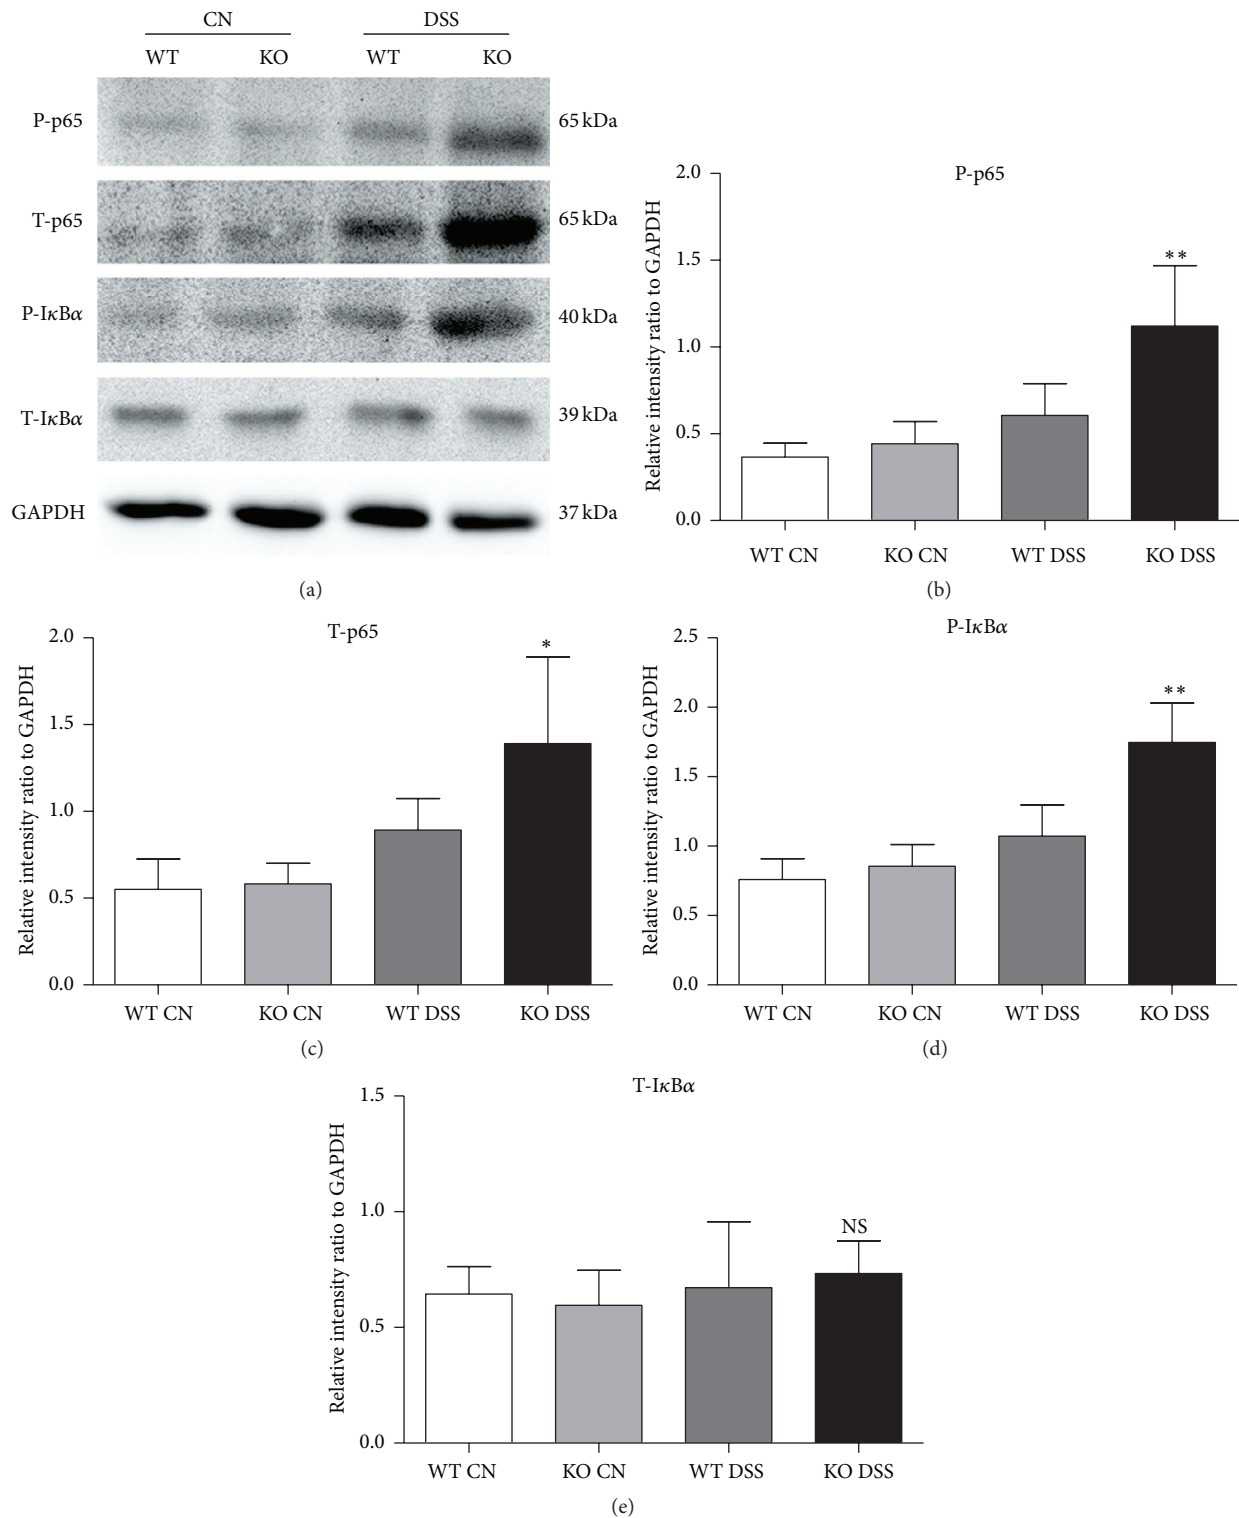 CN DSS
WT KO WT KO
P-p65 65 kDa
T-p65 65 kDa
P-IκBα 40 kDa
T-IκBα 39 kDa
GAPDH 37 kDa
(a)
P-p65
Relative intensity ratio to GAPDH
2.0
1.5
1.0
0.5
0.0
**
WT CN KO CN WT DSS KO DSS
(b)
T-p65
Relative intensity ratio to GAPDH
2.0
1.5
1.0
0.5
0.0
*
WT CN KO CN WT DSS KO DSS
(c)
P-IκBα
Relative intensity ratio to GAPDH
2.5
2.0
1.5
1.0
0.5
0.0
**
WT CN KO CN WT DSS KO DSS
(d)
T-IκBα
Relative intensity ratio to GAPDH
1.5
1.0
0.5
0.0
NS
WT CN KO CN WT DSS KO DSS
(e)